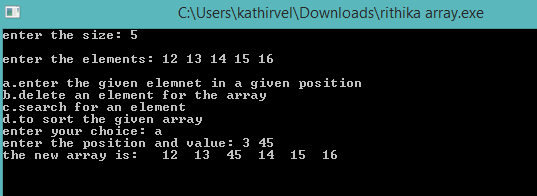 C:\Users\kathirvel\Downloads\rithika array.exe
enter the size: 5
enter the elements: 12 13 14 15 16
a.enter the given elemnet in a given position
b.delete an element for the array
c.search for an element
d.to sort the given array
enter your choice: a
enter the position and value: 3 45
the new array is:   12  13  45  14  15  16